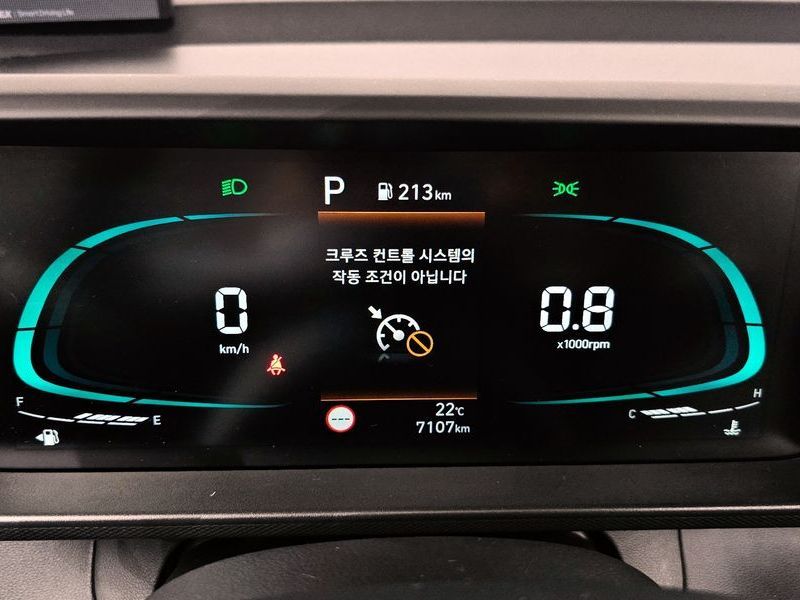 P 213km
크루즈 컨트롤 시스템의
작동 조건이 아닙니다
0
km/h
0.8
x1000rpm
F E
C H
--- 22℃
7107km